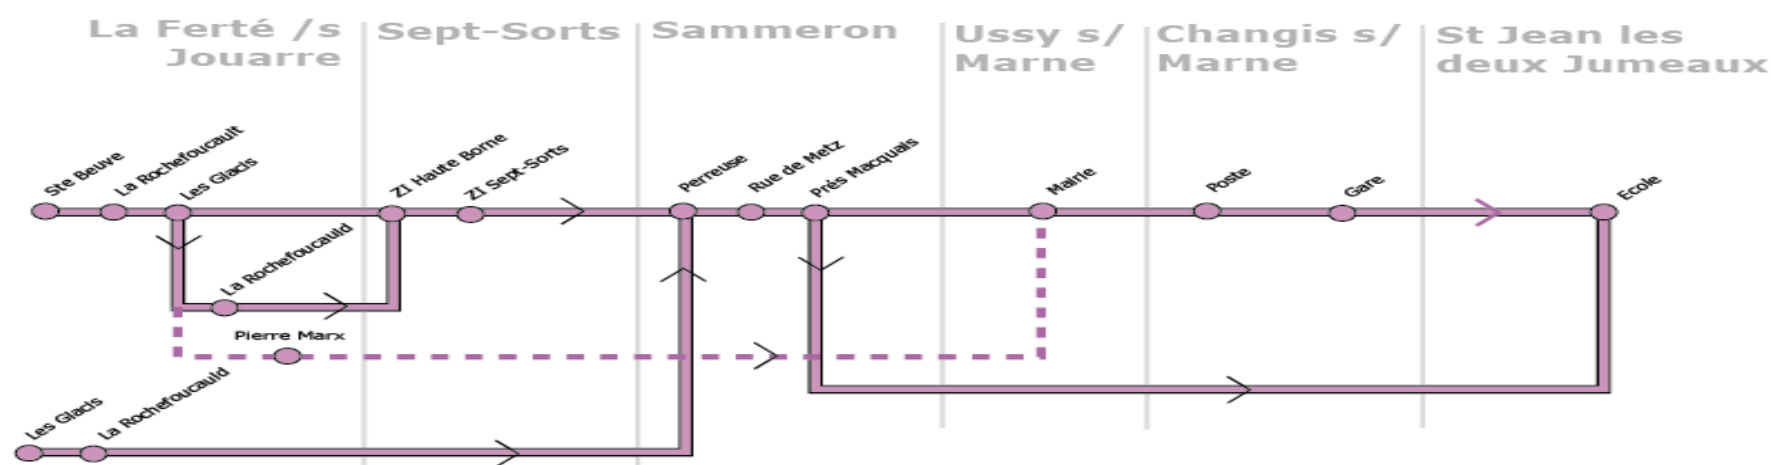 La Ferté /s
Jouarre
Sept-Sorts
Sammeron
Ussy s/
Marne
Changis s/
Marne
St Jean les
deux Jumeaux
Ste Beuve
La Rochefoucault
Les Glacis
ZI Haute Borne
ZI Sept-Sorts
Perreuse
Rue de Metz
Prés Macquais
Mairie
Poste
Gare
Ecole
La Rochefoucauld
Pierre Marx
Les Glacis
La Rochefoucauld